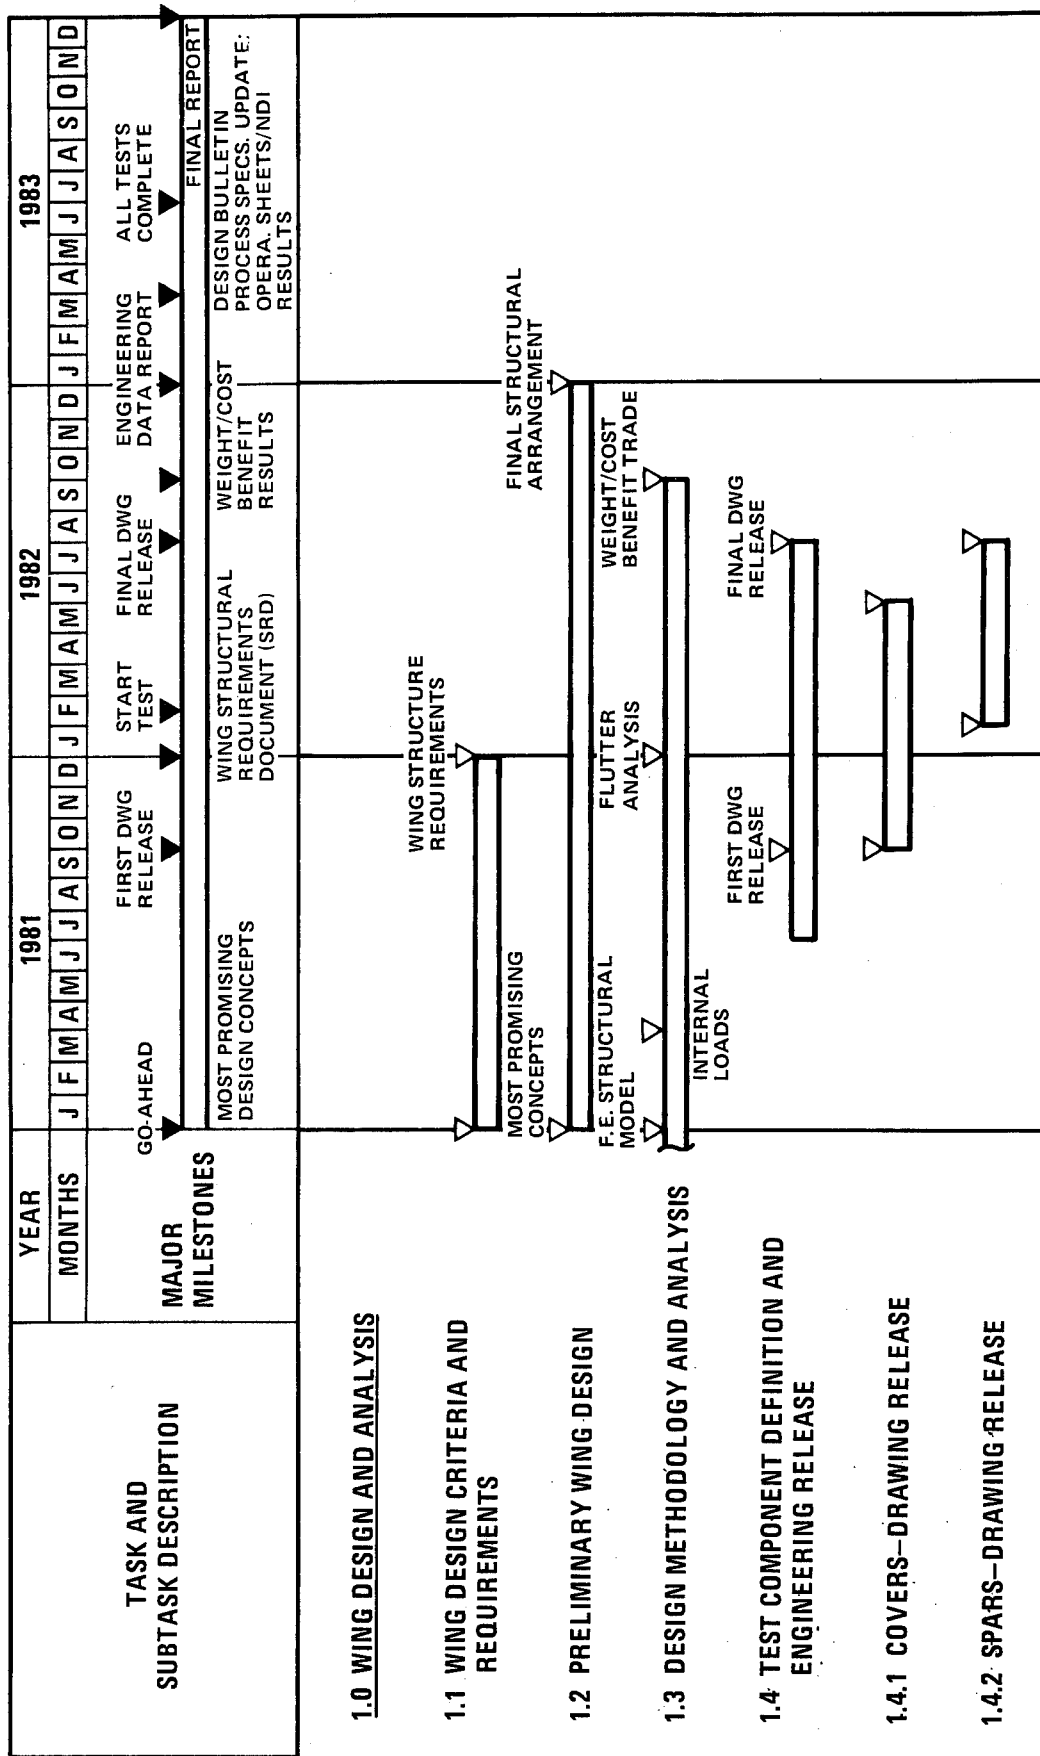 TASK AND
SUBTASK DESCRIPTION
YEAR
1981
1982
1983
MONTHS
J F M A M J J A S O N D J F M A M J J A S O N D J F M A M J J A S O N D
MAJOR
MILESTONES
GO-AHEAD
FIRST DWG
RELEASE
START
TEST
FINAL DWG
RELEASE
ENGINEERING
DATA REPORT
ALL TESTS
COMPLETE
FINAL REPORT
MOST PROMISING
DESIGN CONCEPTS
WING STRUCTURAL
REQUIREMENTS
DOCUMENT (SRD)
WEIGHT/COST
BENEFIT
RESULTS
DESIGN BULLETIN
PROCESS SPECS. UPDATE;
OPERA. SHEETS/NDI
RESULTS
1.0 WING DESIGN AND ANALYSIS
1.1 WING DESIGN CRITERIA AND
REQUIREMENTS
WING STRUCTURE
REQUIREMENTS
1.2 PRELIMINARY WING DESIGN
MOST PROMISING
CONCEPTS
FINAL STRUCTURAL
ARRANGEMENT
1.3 DESIGN METHODOLOGY AND ANALYSIS
F.E. STRUCTURAL
MODEL
INTERNAL
LOADS
FLUTTER
ANALYSIS
WEIGHT/COST
BENEFIT TRADE
1.4 TEST COMPONENT DEFINITION AND
ENGINEERING RELEASE
FIRST DWG
RELEASE
FINAL DWG
RELEASE
1.4.1 COVERS–DRAWING RELEASE
1.4.2 SPARS–DRAWING RELEASE